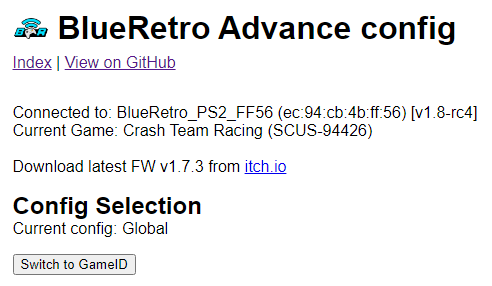 BlueRetro Advance config
Index | View on GitHub
Connected to: BlueRetro_PS2_FF56 (ec:94:cb:4b:ff:56) [v1.8-rc4]
Current Game: Crash Team Racing (SCUS-94426)
Download latest FW v1.7.3 from itch.io
Config Selection
Current config: Global
Switch to GameID